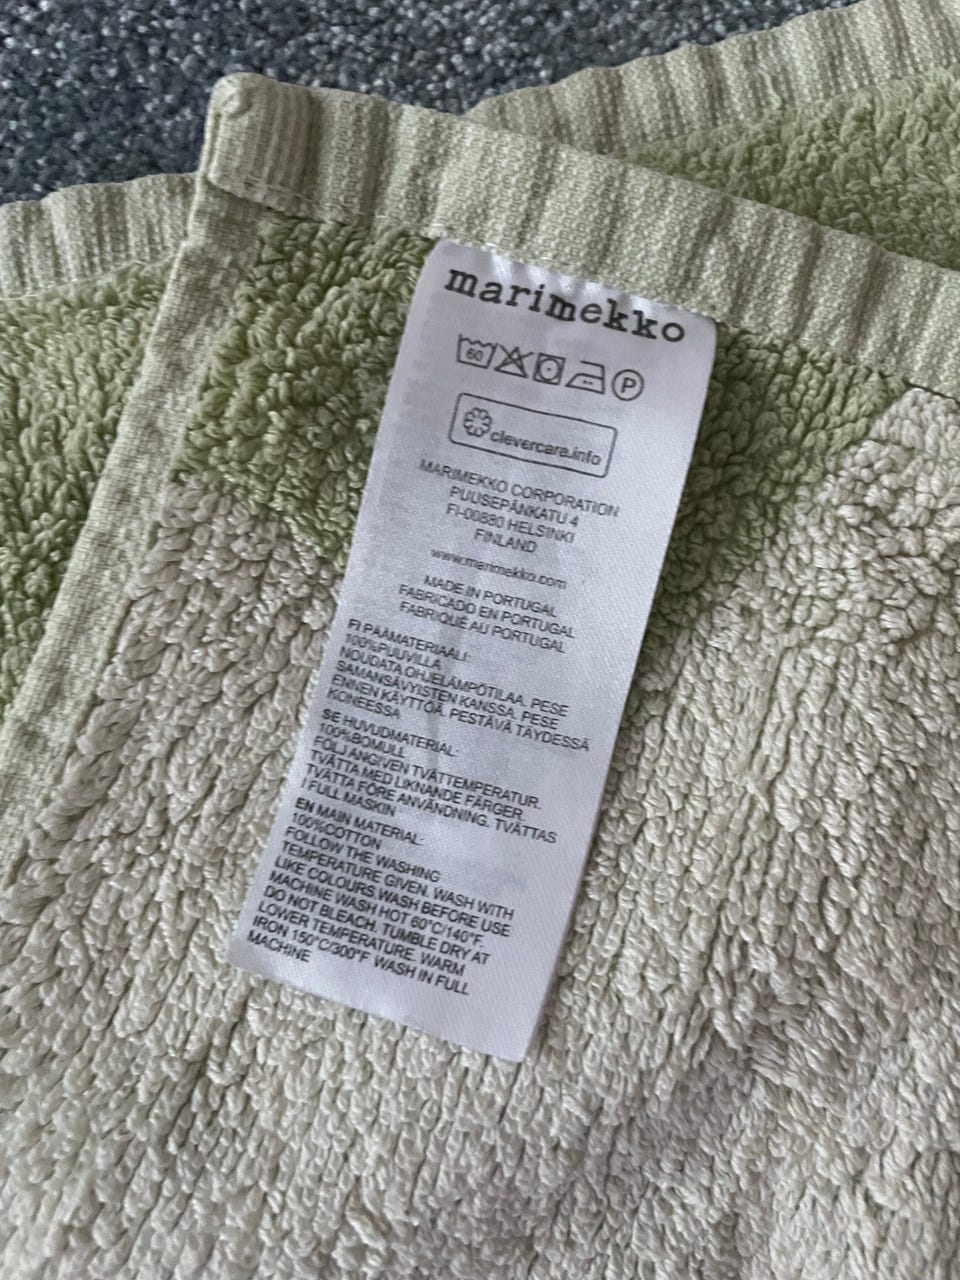 marimekko
60 P
clevercare.info
MARIMEKKO CORPORATION
PUUSEPÄNKATU 4
FI-00880 HELSINKI
FINLAND
www.marimekko.com
MADE IN PORTUGAL
FABRICADO EN PORTUGAL
FABRIQUÉ AU PORTUGAL
FI PÄÄMATERIAALI:
100%PUUVILLA
NOUDATA OHJELÄMPÖTILAA. PESE
SAMANSÄVYISTEN KANSSA. PESE
ENNEN KÄYTTÖÄ. PESTÄVÄ TÄYDESSÄ
KONEESSA
SE HUVUDMATERIAL:
100%BOMULL
FÖLJ ANGIVEN TVÄTTEMPERATUR.
TVÄTTA MED LIKNANDE FÄRGER.
TVÄTTA FÖRE ANVÄNDNING. TVÄTTAS
I FULL MASKIN
EN MAIN MATERIAL:
100%COTTON
FOLLOW THE WASHING
TEMPERATURE GIVEN. WASH WITH
LIKE COLOURS.WASH BEFORE USE
MACHINE WASH HOT 60°C/140°F.
DO NOT BLEACH. TUMBLE DRY AT
LOWER TEMPERATURE. WARM
IRON 150°C/300°F WASH IN FULL
MACHINE